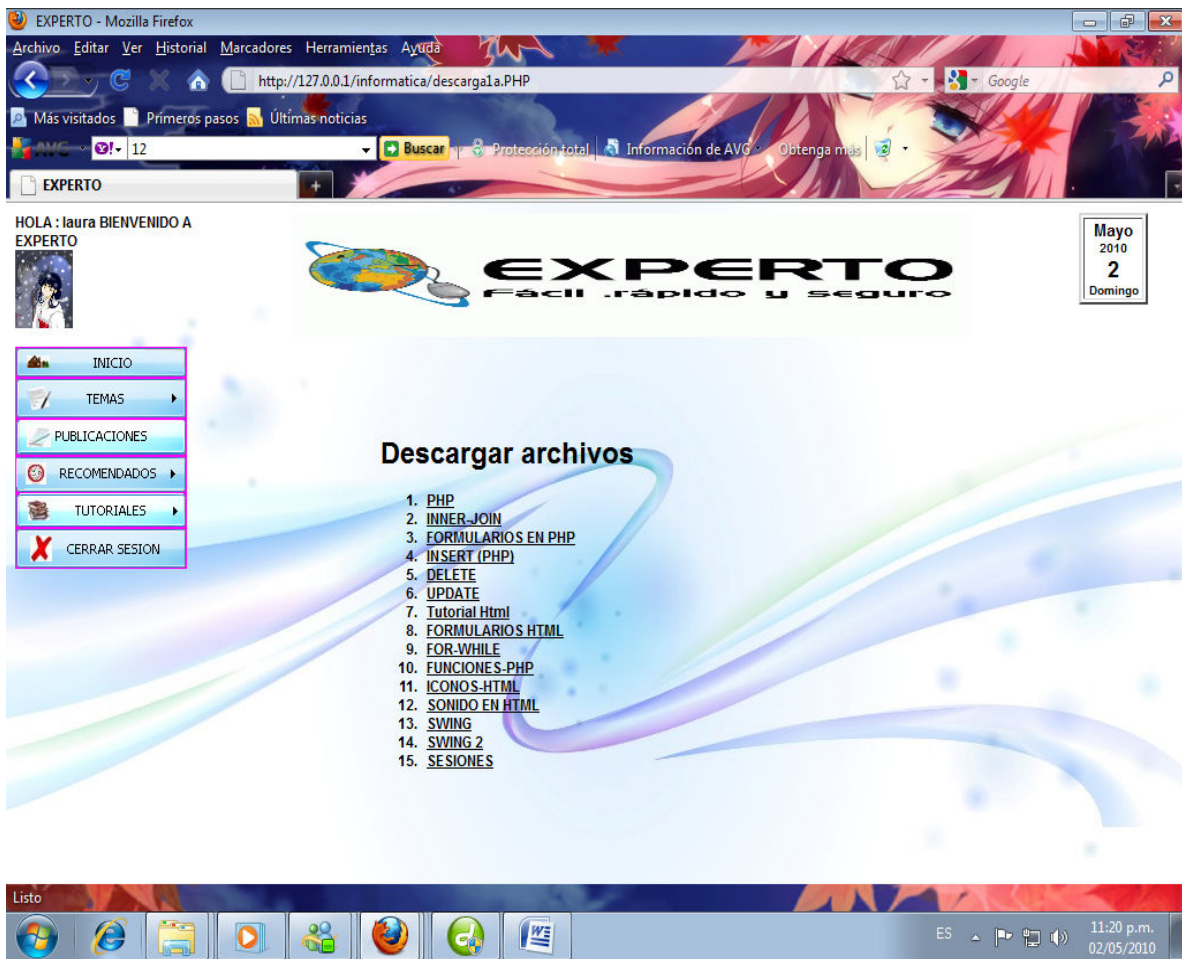 EXPERTO - Mozilla Firefox
Archivo Editar Ver Historial Marcadores Herramientas Ayuda
http://127.0.0.1/informatica/descarga1a.PHP
Google
Más visitados Primeros pasos Últimas noticias
AVG 12 Buscar Protección total Información de AVG Obtenga más
EXPERTO
HOLA : laura BIENVENIDO A
EXPERTO
EXPERTO
Fácil .rápido y seguro
Mayo
2010
2
Domingo
INICIO
TEMAS
PUBLICACIONES
RECOMENDADOS
TUTORIALES
CERRAR SESION
Descargar archivos
1. PHP
2. INNER-JOIN
3. FORMULARIOS EN PHP
4. INSERT (PHP)
5. DELETE
6. UPDATE
7. Tutorial Html
8. FORMULARIOS HTML
9. FOR-WHILE
10. FUNCIONES-PHP
11. ICONOS-HTML
12. SONIDO EN HTML
13. SWING
14. SWING 2
15. SESIONES
Listo
ES
11:20 p.m.
02/05/2010